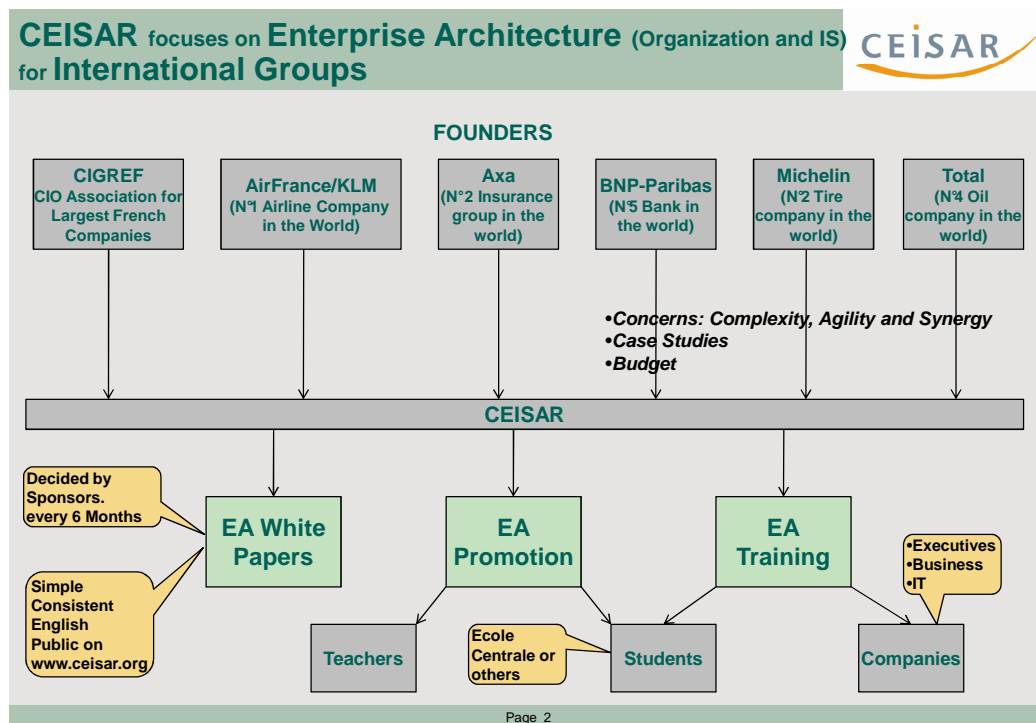 CEISAR focuses on Enterprise Architecture (Organization and IS)
for International Groups
CEISAR
FOUNDERS
CIGREF
CIO Association for
Largest French
Companies
AirFrance/KLM
(N°1 Airline Company
in the World)
Axa
(N°2 Insurance
group in the
world)
BNP-Paribas
(N°5 Bank in
the world)
Michelin
(N°2 Tire
company in the
world)
Total
(N°4 Oil
company in the
world)
•Concerns: Complexity, Agility and Synergy
•Case Studies
•Budget
CEISAR
Decided by
Sponsors.
every 6 Months
EA White
Papers
EA
Promotion
EA
Training
•Executives
•Business
•IT
Simple
Consistent
English
Public on
www.ceisar.org
Teachers
Ecole
Centrale or
others
Students
Companies
Page 2